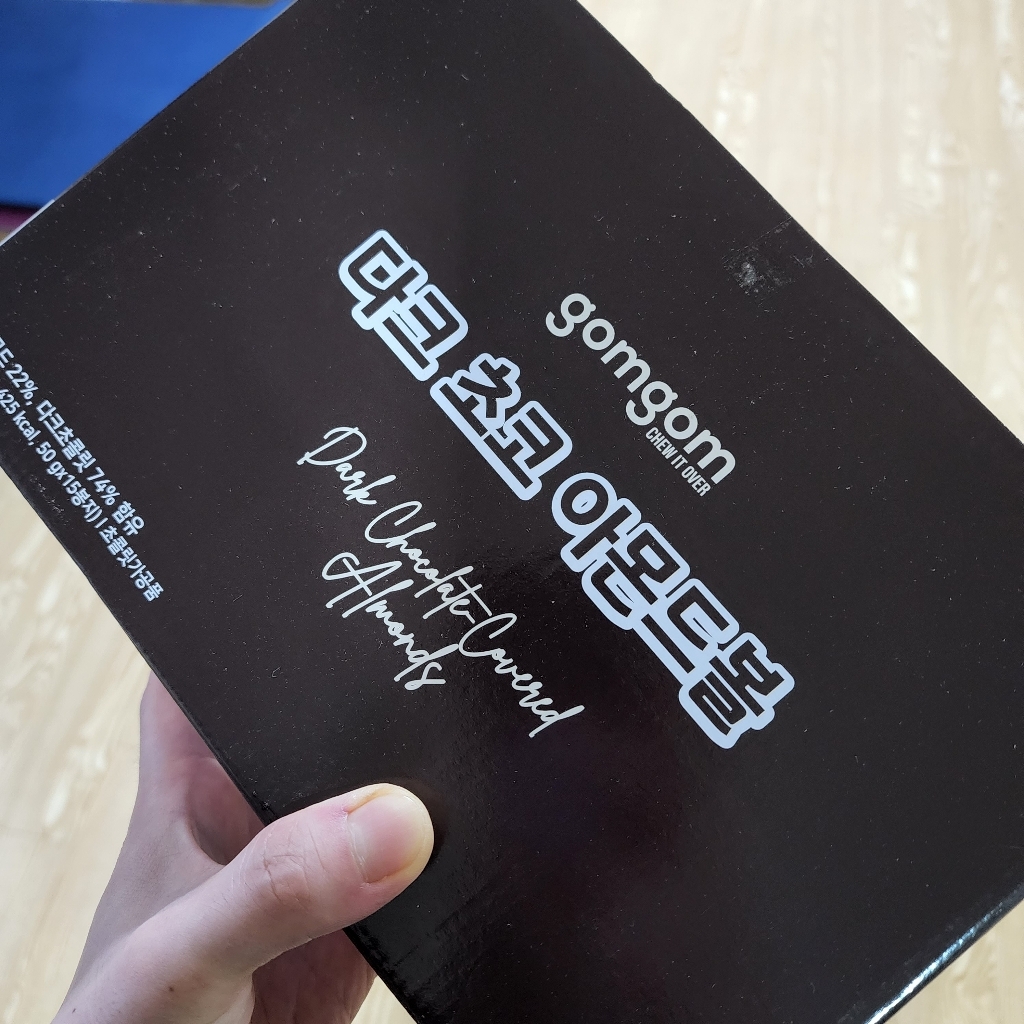 gomgom
CHEW IT OVER
다크 초코 아몬드볼
Dark Chocolate-Covered
Almonds
22%, 다크초콜릿 74% 함유
425 kcal, 50 gx15봉지) | 초콜릿가공품